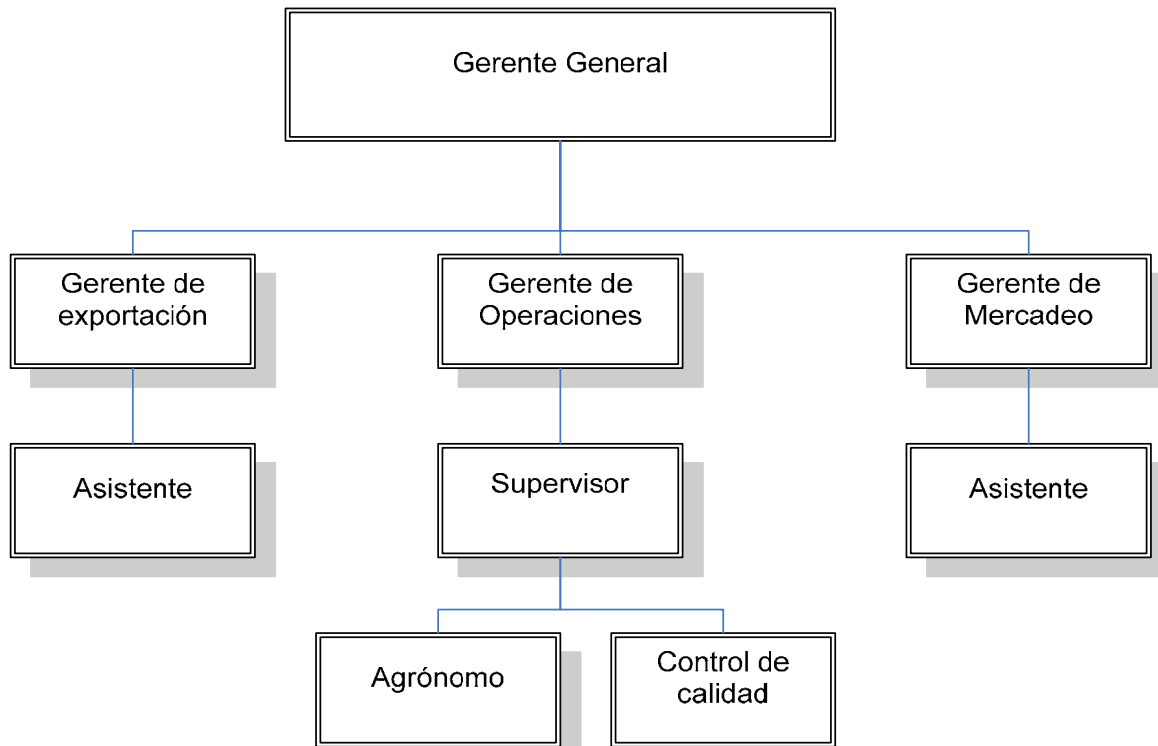 Gerente General
Gerente de
exportación
Gerente de
Operaciones
Gerente de
Mercadeo
Asistente
Supervisor
Asistente
Agrónomo
Control de
calidad